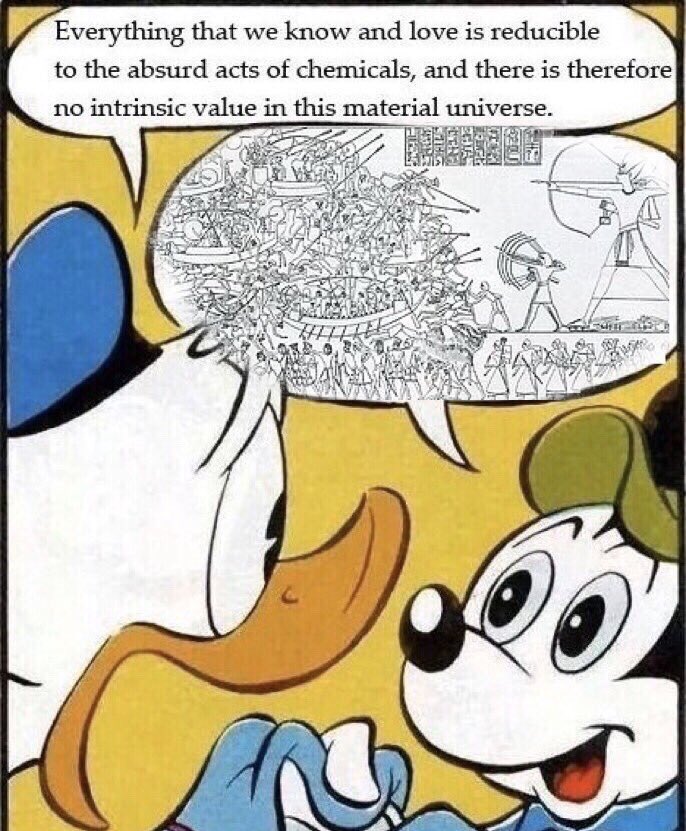 Everything that we know and love is reducible
to the absurd acts of chemicals, and there is therefore
no intrinsic value in this material universe.